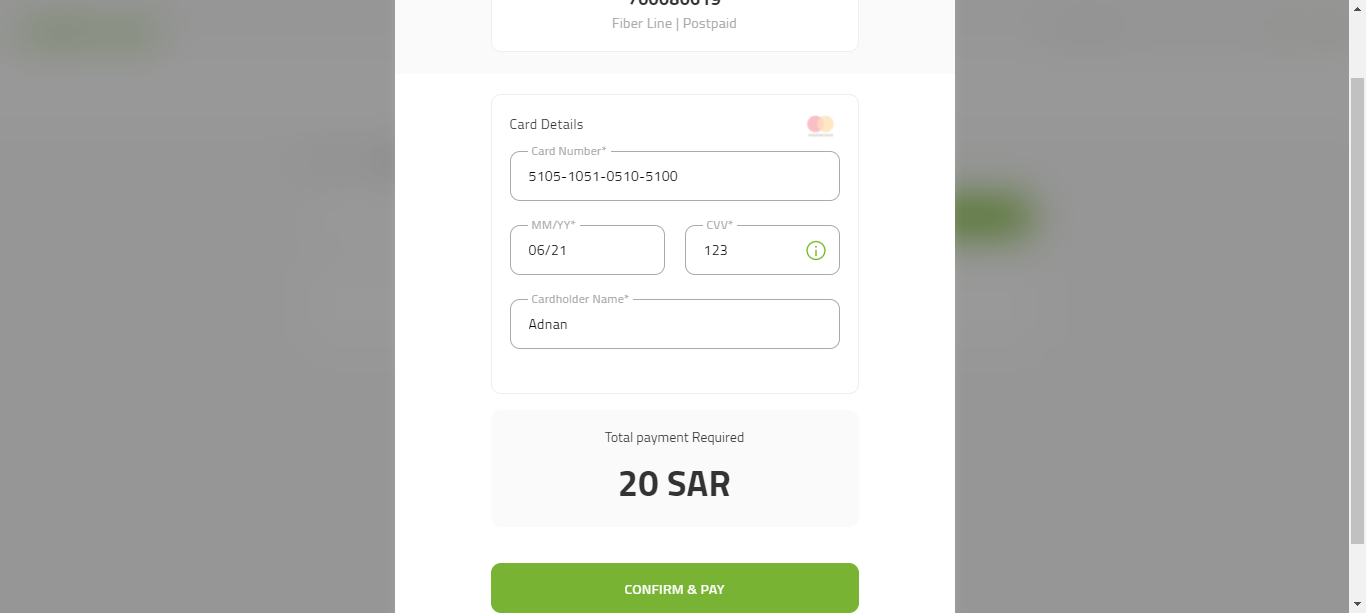 Fiber Line | Postpaid
Card Details
Card Number*
5105-1051-0510-5100
MM/YY* CVV*
06/21 123
Cardholder Name*
Adnan
Total payment Required
20 SAR
CONFIRM & PAY